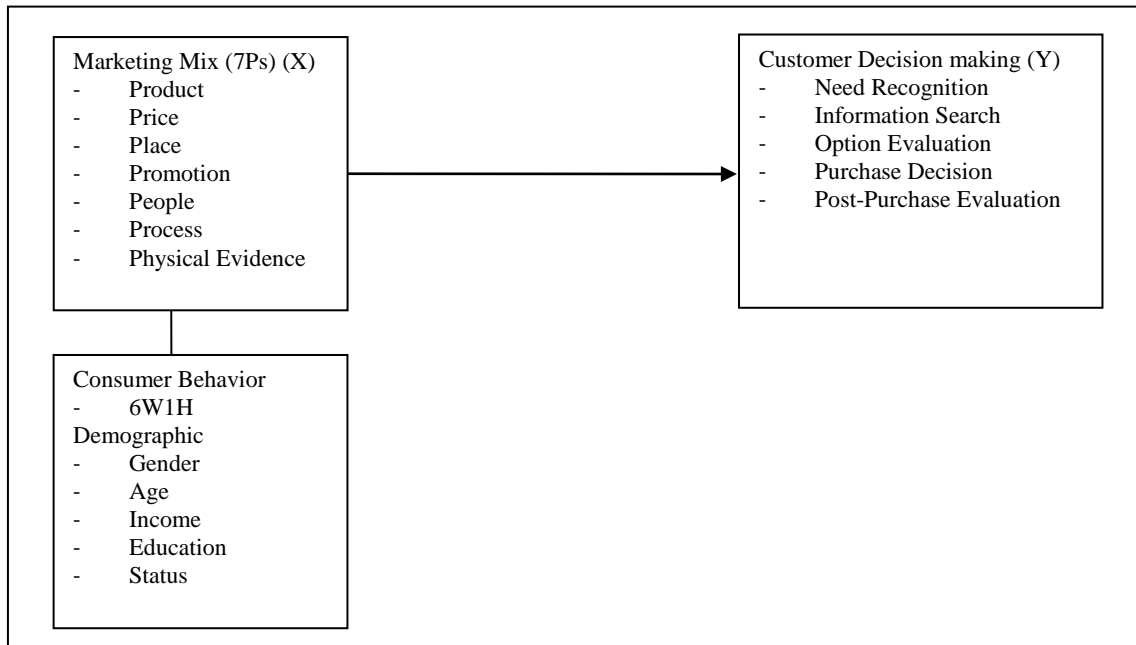 Marketing Mix (7Ps) (X)
- Product
- Price
- Place
- Promotion
- People
- Process
- Physical Evidence
Customer Decision making (Y)
- Need Recognition
- Information Search
- Option Evaluation
- Purchase Decision
- Post-Purchase Evaluation
Consumer Behavior
- 6W1H
Demographic
- Gender
- Age
- Income
- Education
- Status